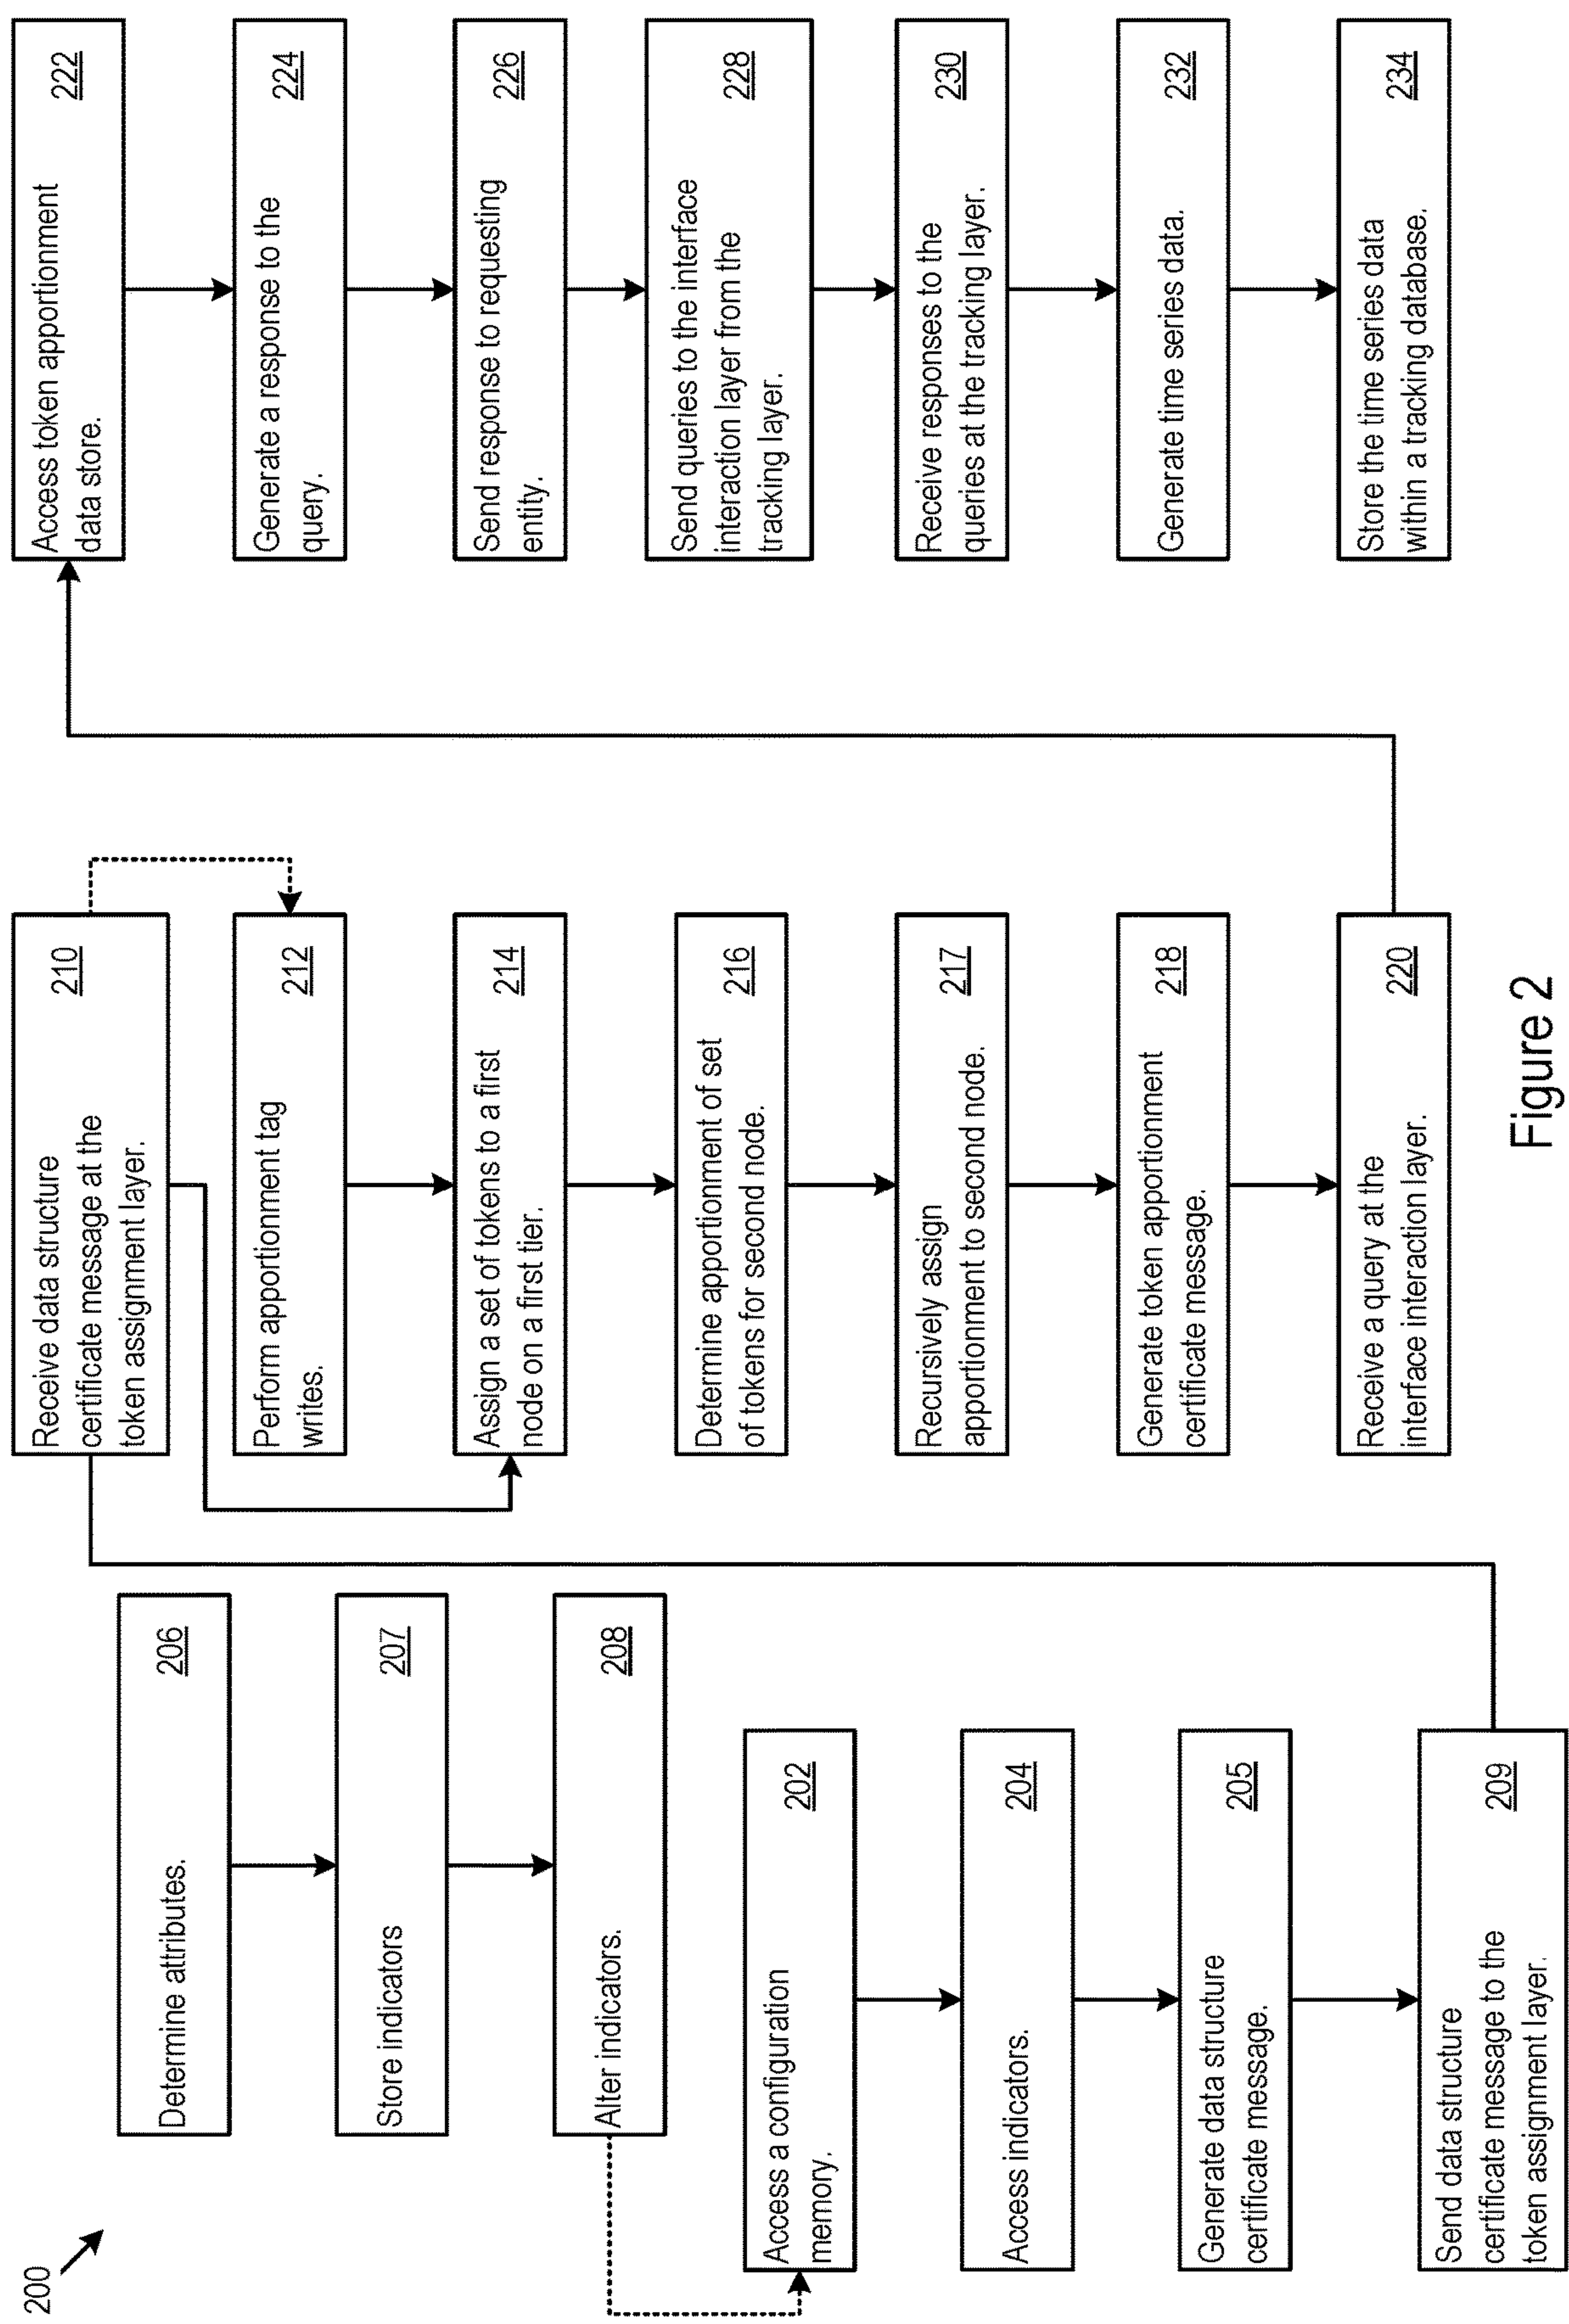 200
Determine attributes.
206
Store indicators
207
Alter indicators.
208
Access a configuration
memory.
202
Access indicators.
204
Generate data structure
certificate message.
205
Send data structure
certificate message to the
token assignment layer.
209
Receive data structure
certificate message at the
token assignment layer.
210
Perform apportionment tag
writes.
212
Assign a set of tokens to a first
node on a first tier.
214
Determine apportionment of set
of tokens for second node.
216
Recursively assign
apportionment to second node.
217
Generate token apportionment
certificate message.
218
Receive a query at the
interface interaction layer.
220
Access token apportionment
data store.
222
Generate a response to the
query.
224
Send response to requesting
entity.
226
Send queries to the interface
interaction layer from the
tracking layer.
228
Receive responses to the
queries at the tracking layer.
230
Generate time series data.
232
Store the time series data
within a tracking database.
234
Figure 2